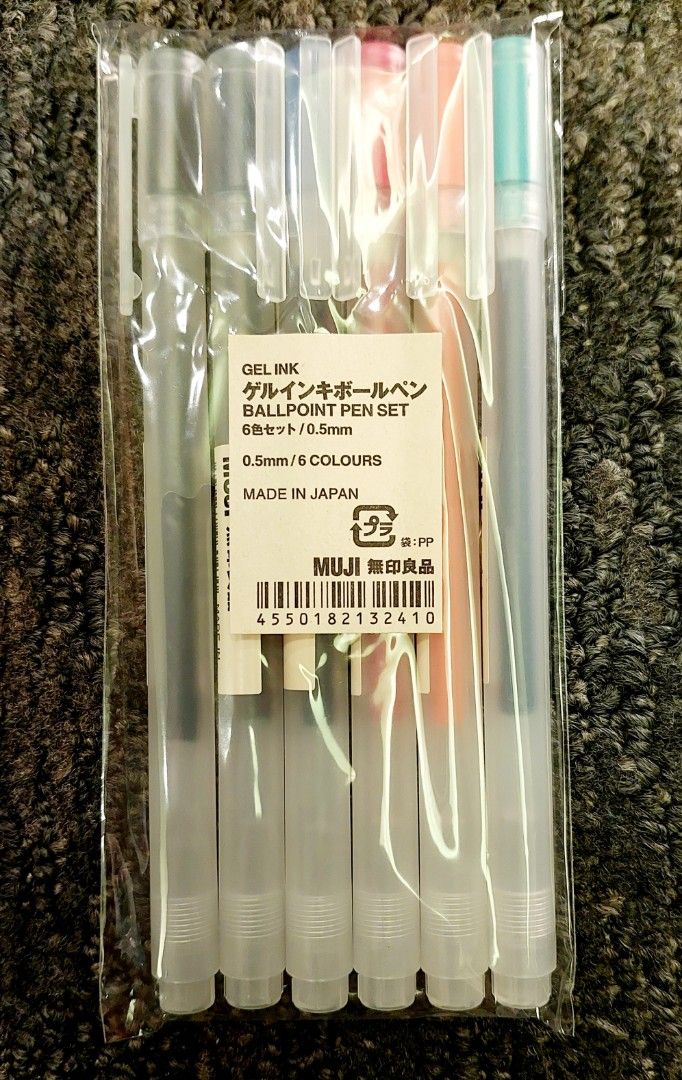 GEL INK
ゲルインキボールペン
BALLPOINT PEN SET
6色セット/0.5mm
0.5mm/6 COLOURS
MADE IN JAPAN
プラ
袋:PP
MUJI 無印良品
4550182132410